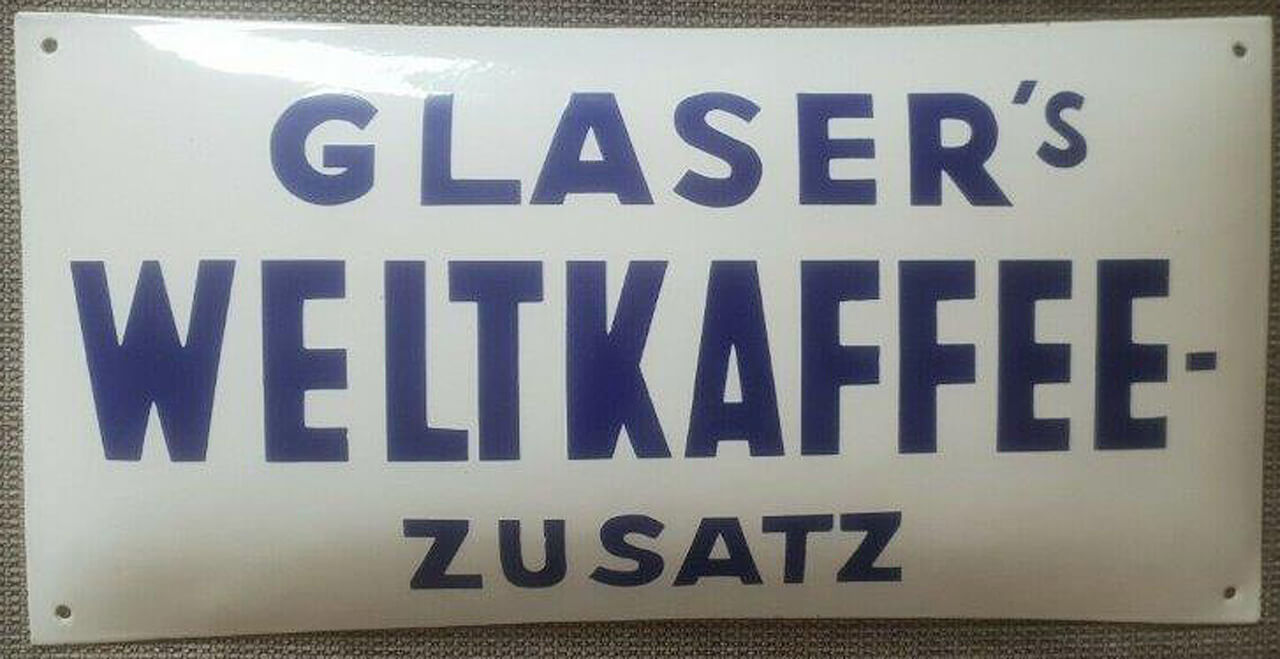 GLASER's
WELTKAFFEE-
ZUSATZ